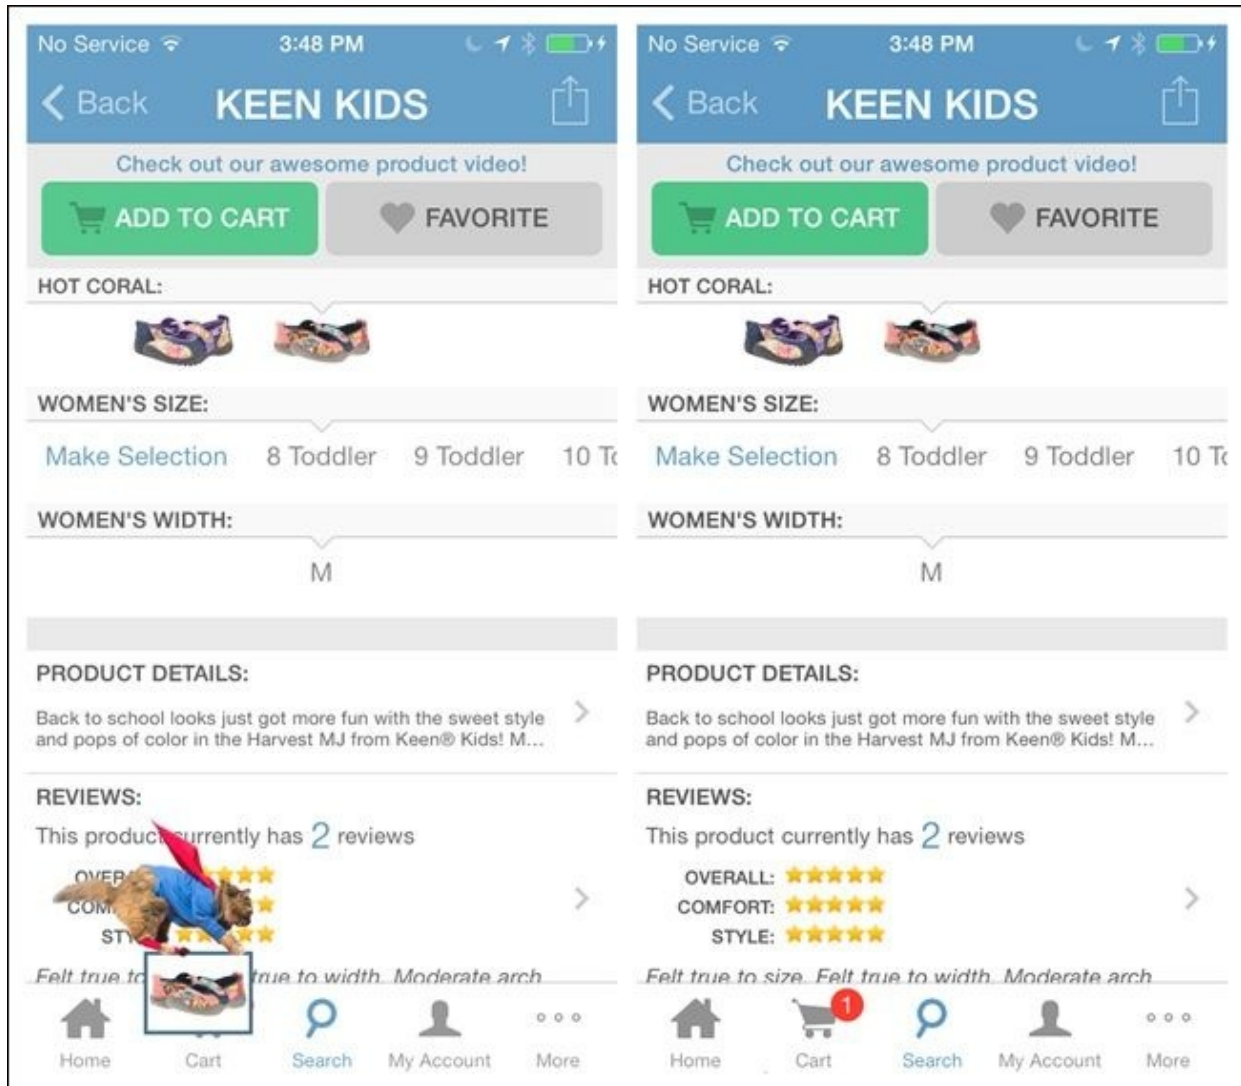 No Service 3:48 PM
Back KEEN KIDS
Check out our awesome product video!
ADD TO CART FAVORITE
HOT CORAL:
WOMEN'S SIZE:
Make Selection 8 Toddler 9 Toddler 10 To
WOMEN'S WIDTH:
M
PRODUCT DETAILS:
Back to school looks just got more fun with the sweet style
and pops of color in the Harvest MJ from Keen® Kids! M...
REVIEWS:
This product currently has 2 reviews
OVER
COM
STY
Felt true to true to width. Moderate arch
Home Cart Search My Account More
No Service 3:48 PM
Back KEEN KIDS
Check out our awesome product video!
ADD TO CART FAVORITE
HOT CORAL:
WOMEN'S SIZE:
Make Selection 8 Toddler 9 Toddler 10 To
WOMEN'S WIDTH:
M
PRODUCT DETAILS:
Back to school looks just got more fun with the sweet style
and pops of color in the Harvest MJ from Keen® Kids! M...
REVIEWS:
This product currently has 2 reviews
OVERALL:
COMFORT:
STYLE:
Felt true to size. Felt true to width. Moderate arch
1
Home Cart Search My Account More